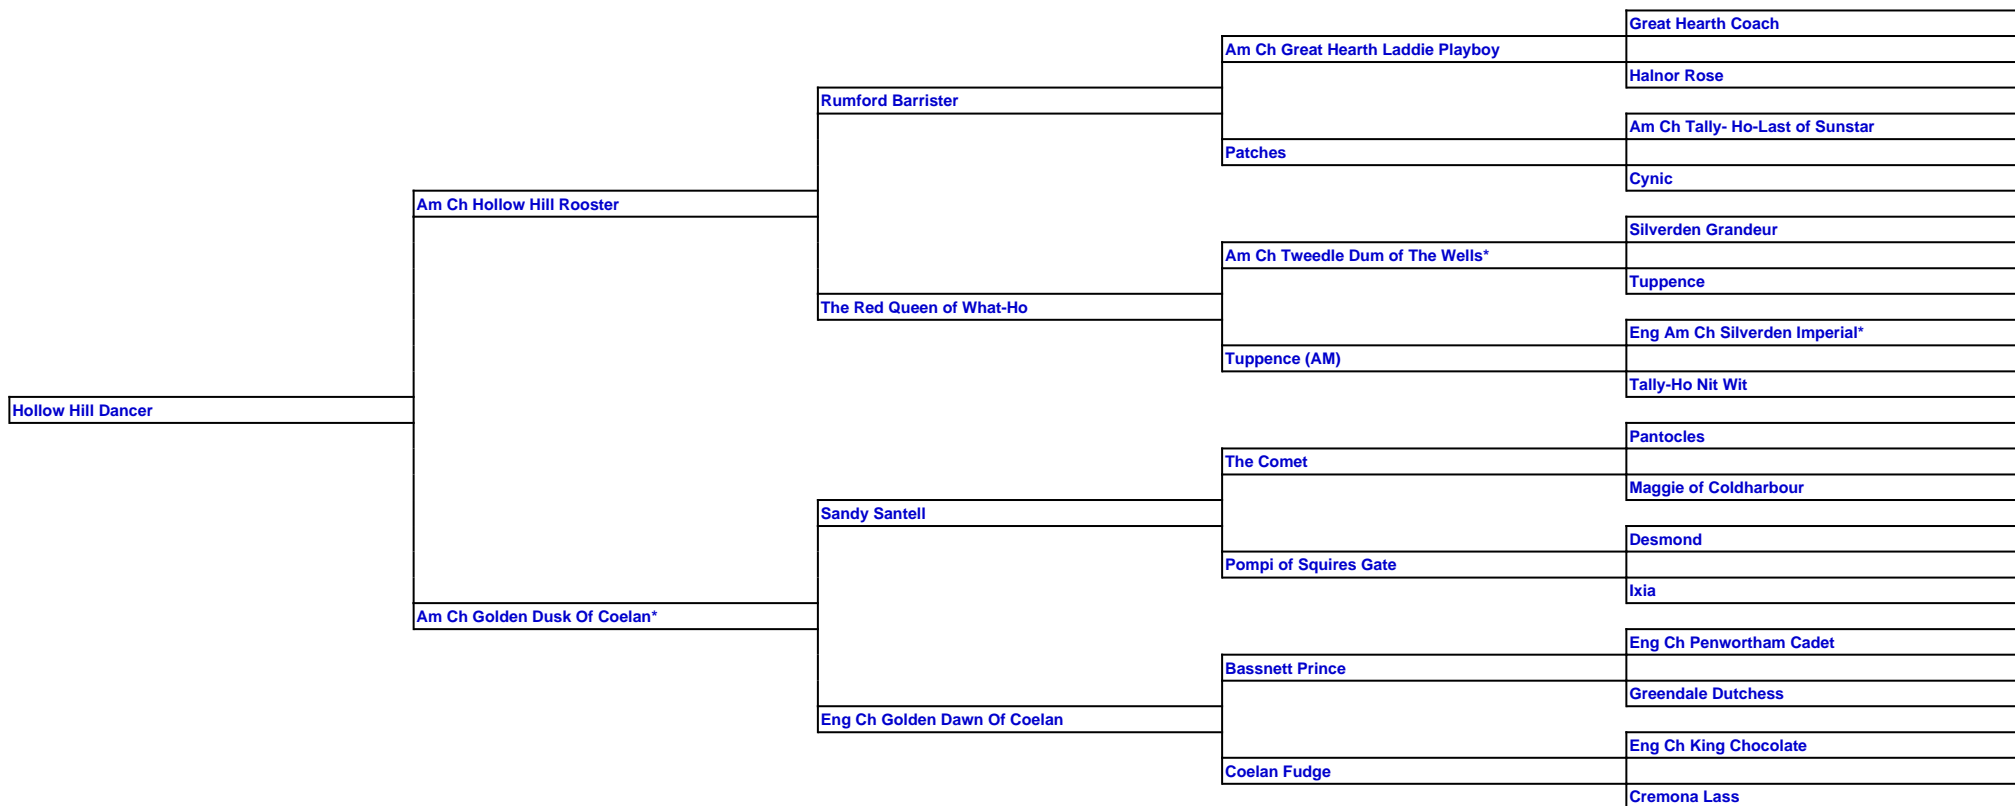 Great Hearth Coach
Am Ch Great Hearth Laddie Playboy
Halnor Rose
Rumford Barrister
Am Ch Tally- Ho-Last of Sunstar
Patches
Cynic
Am Ch Hollow Hill Rooster
Silverden Grandeur
Am Ch Tweedle Dum of The Wells*
Tuppence
The Red Queen of What-Ho
Eng Am Ch Silverden Imperial*
Tuppence (AM)
Tally-Ho Nit Wit
Hollow Hill Dancer
Pantocles
The Comet
Maggie of Coldharbour
Sandy Santell
Desmond
Pompi of Squires Gate
Ixia
Am Ch Golden Dusk Of Coelan*
Eng Ch Penwortham Cadet
Bassnett Prince
Greendale Dutchess
Eng Ch Golden Dawn Of Coelan
Eng Ch King Chocolate
Coelan Fudge
Cremona Lass